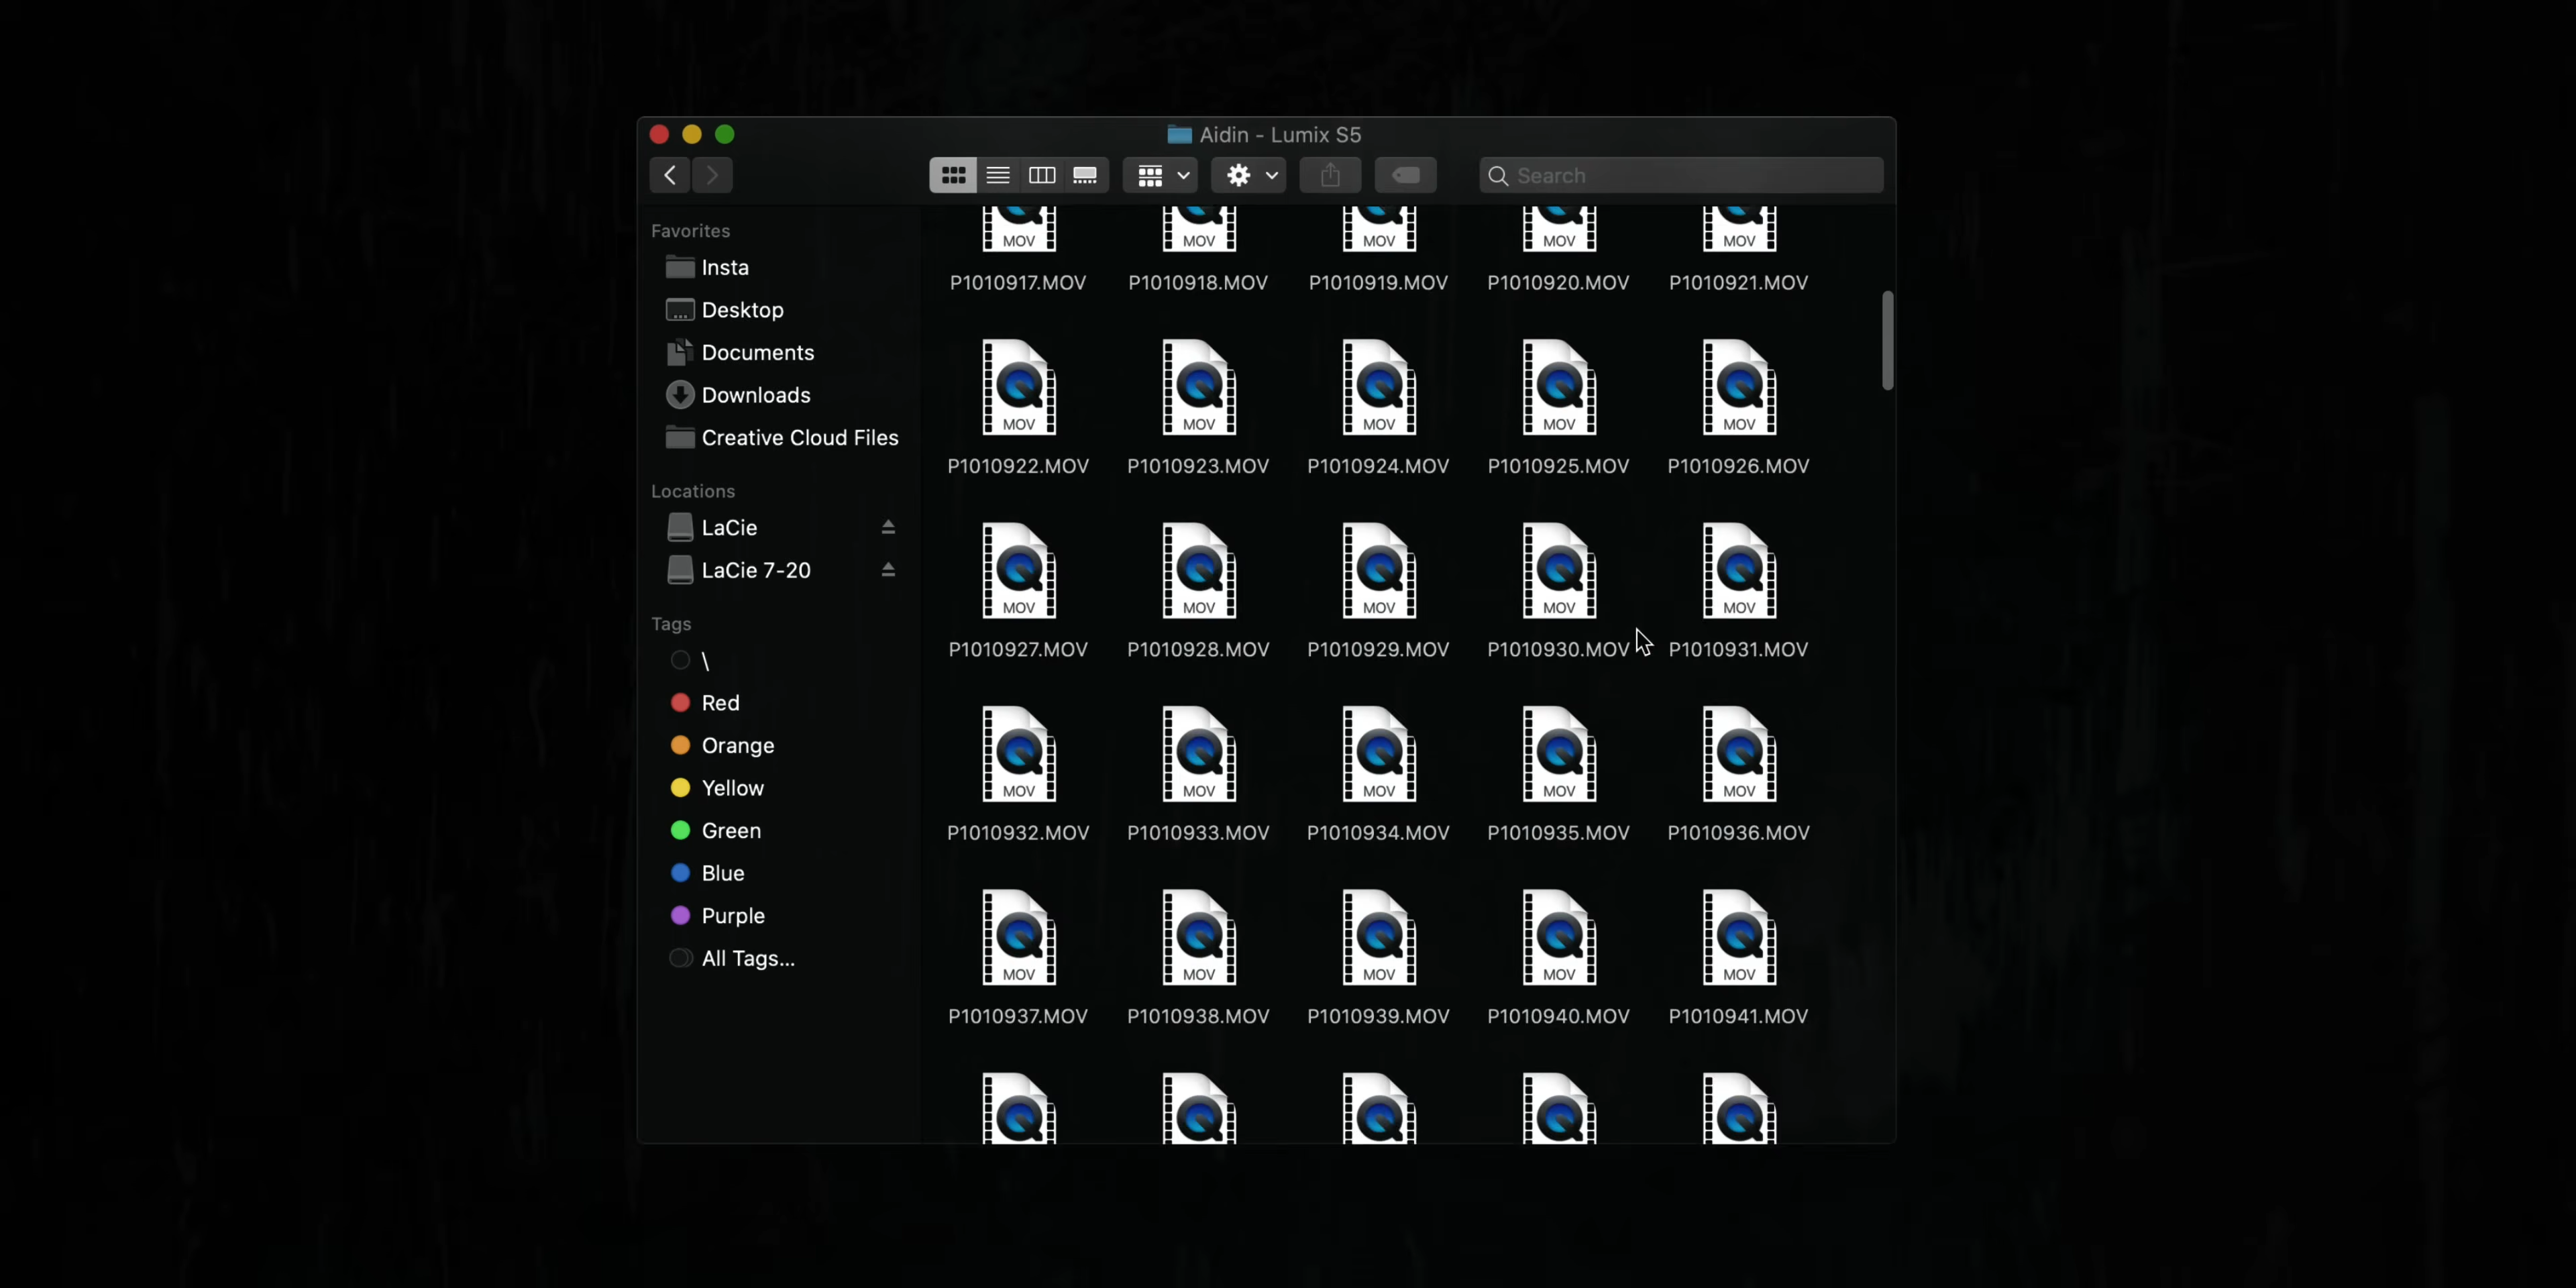 Aidin - Lumix S5
Search
Favorites
Insta
Desktop
Documents
Downloads
Creative Cloud Files
Locations
LaCie
LaCie 7-20
Tags
\
Red
Orange
Yellow
Green
Blue
Purple
All Tags...
MOV MOV MOV MOV MOV
P1010917.MOV P1010918.MOV P1010919.MOV P1010920.MOV P1010921.MOV
MOV MOV MOV MOV MOV
P1010922.MOV P1010923.MOV P1010924.MOV P1010925.MOV P1010926.MOV
MOV MOV MOV MOV MOV
P1010927.MOV P1010928.MOV P1010929.MOV P1010930.MOV P1010931.MOV
MOV MOV MOV MOV MOV
P1010932.MOV P1010933.MOV P1010934.MOV P1010935.MOV P1010936.MOV
MOV MOV MOV MOV MOV
P1010937.MOV P1010938.MOV P1010939.MOV P1010940.MOV P1010941.MOV